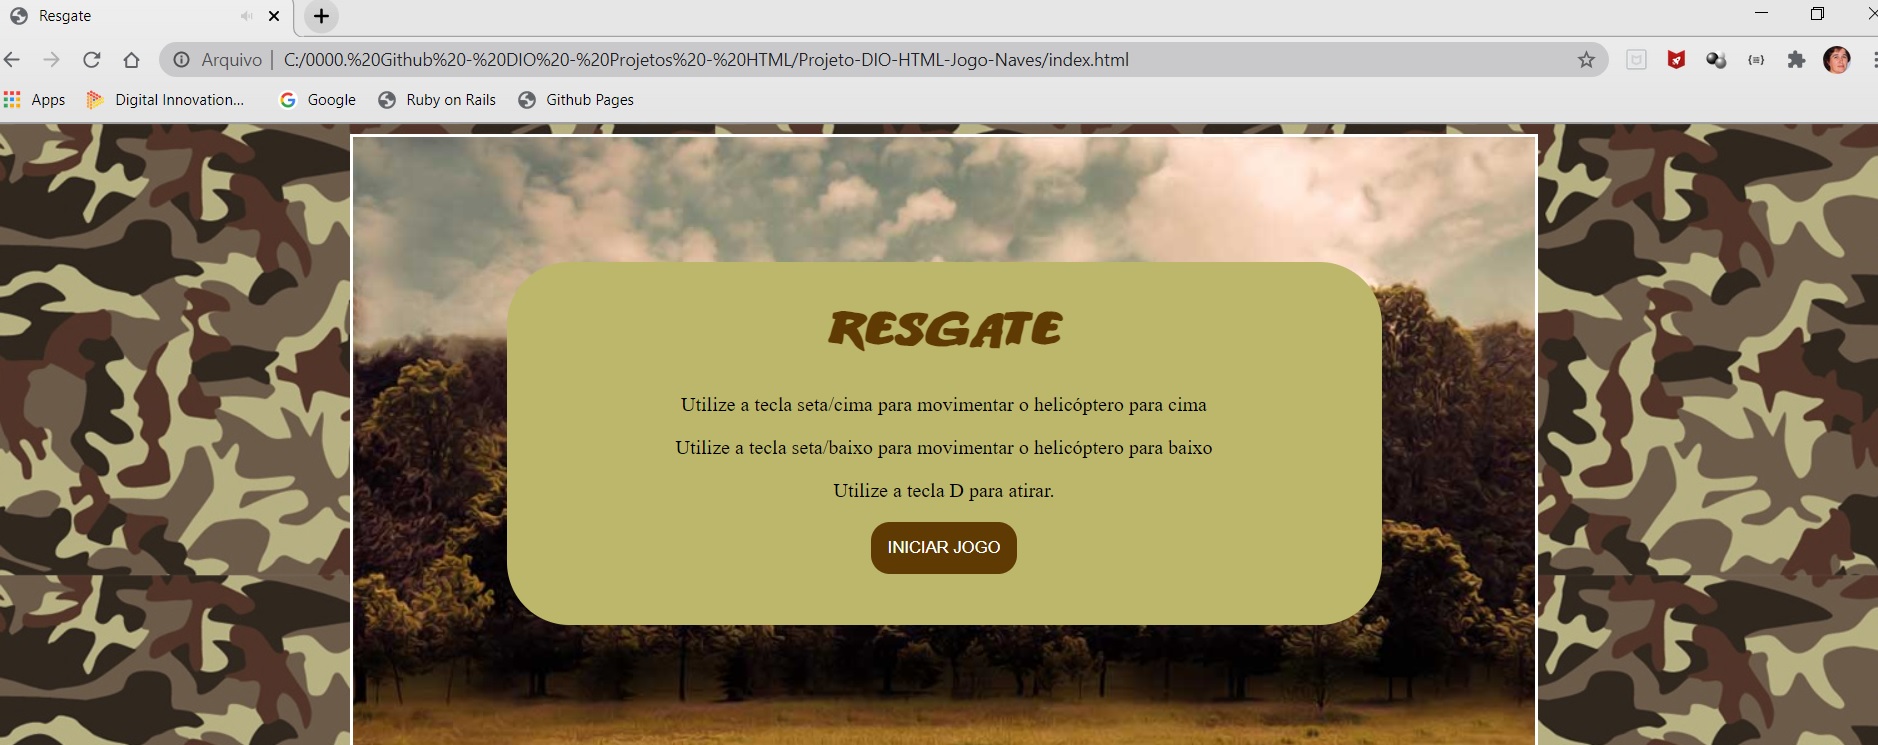 Resgate
Arquivo | C:/0000.%20Github%20-%20DIO%20-%20Projetos%20-%20HTML/Projeto-DIO-HTML-Jogo-Naves/index.html
Apps Digital Innovation... Google Ruby on Rails Github Pages
RESGATE
Utilize a tecla seta/cima para movimentar o helicóptero para cima
Utilize a tecla seta/baixo para movimentar o helicóptero para baixo
Utilize a tecla D para atirar.
INICIAR JOGO